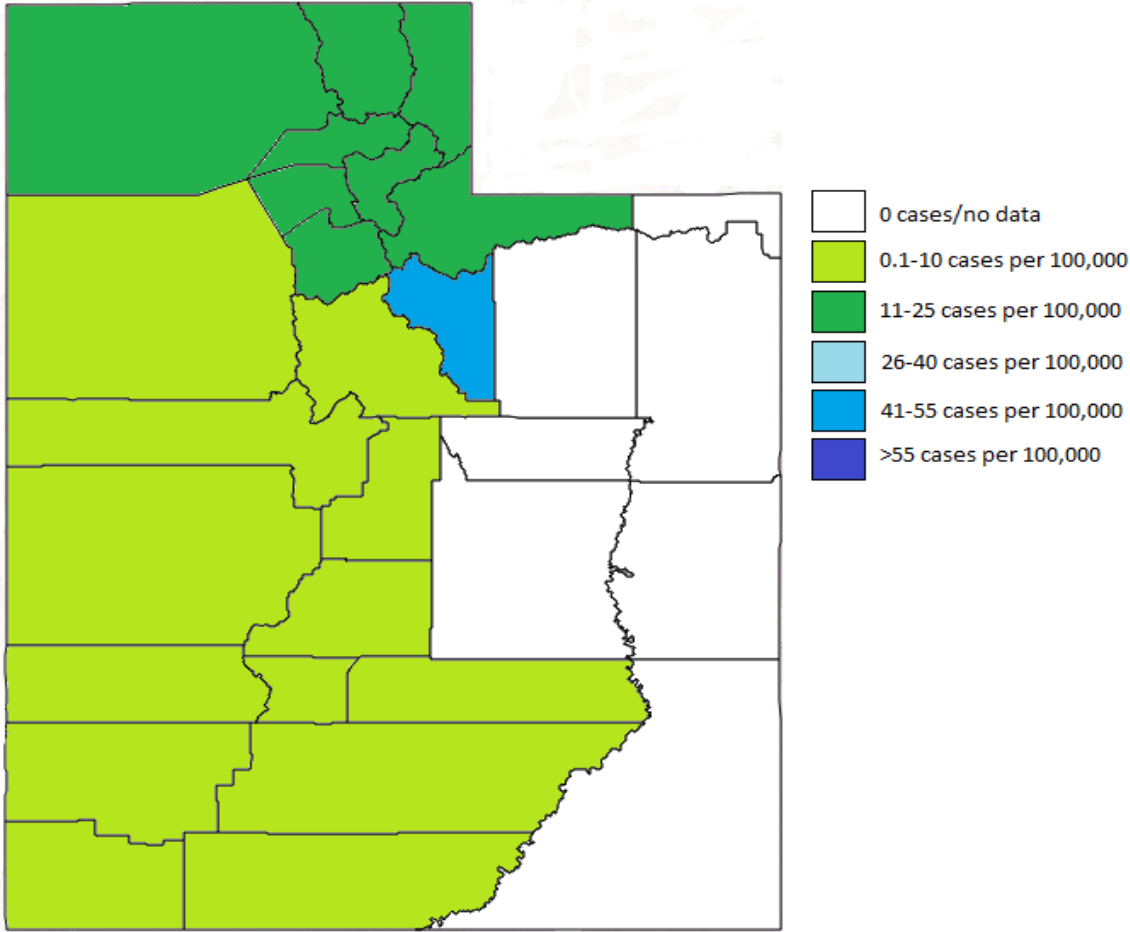 0 cases/no data
0.1-10 cases per 100,000
11-25 cases per 100,000
26-40 cases per 100,000
41-55 cases per 100,000
>55 cases per 100,000